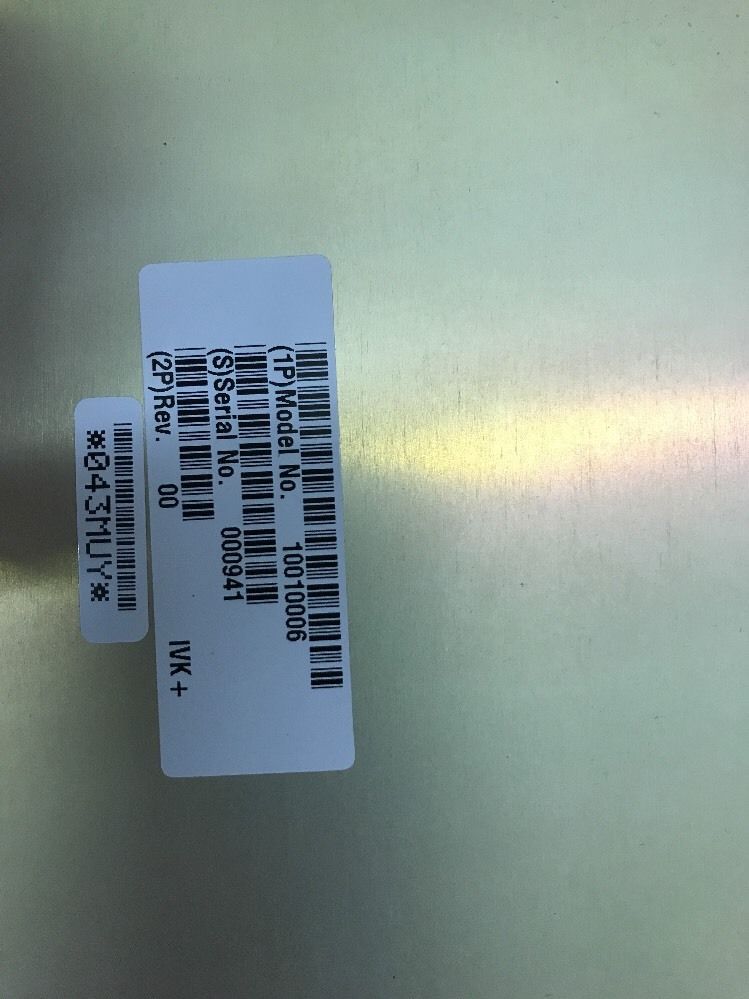 (1P)Model No. 10010006
(S)Serial No. 000941
(2P)Rev. 00 IVK +
*043MUY*